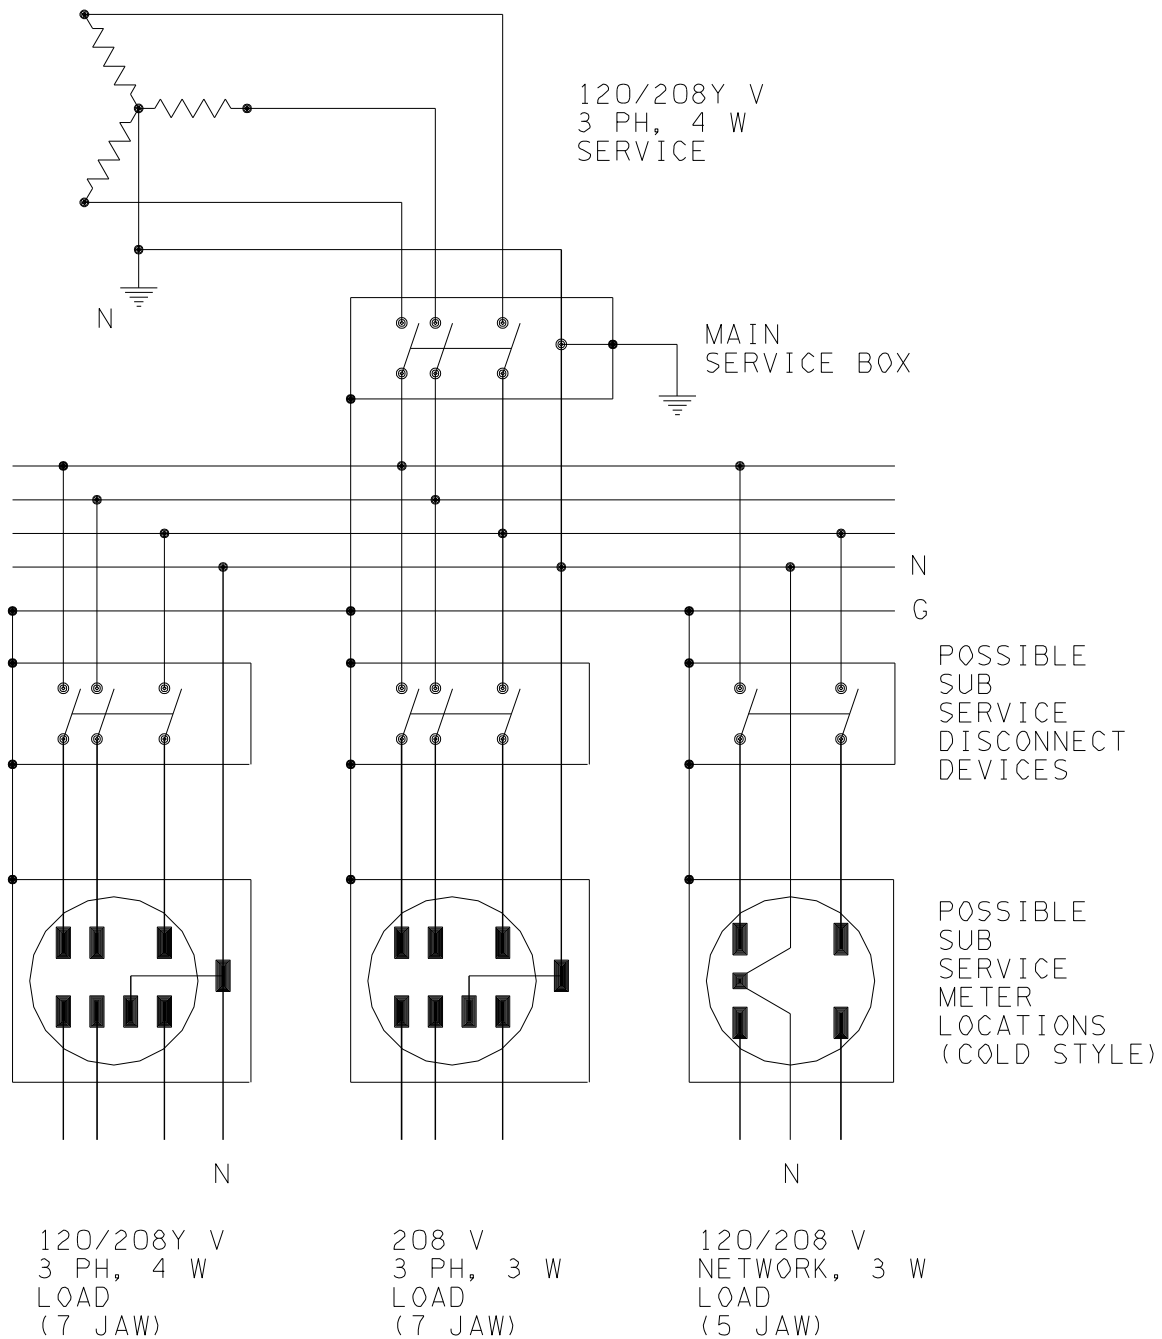 120/208Y V
3 PH, 4 W
SERVICE
N
MAIN
SERVICE BOX
N
G
POSSIBLE
SUB
SERVICE
DISCONNECT
DEVICES
POSSIBLE
SUB
SERVICE
METER
LOCATIONS
(COLD STYLE)
N
N
120/208Y V
3 PH, 4 W
LOAD
(7 JAW)
208 V
3 PH, 3 W
LOAD
(7 JAW)
120/208 V
NETWORK, 3 W
LOAD
(5 JAW)